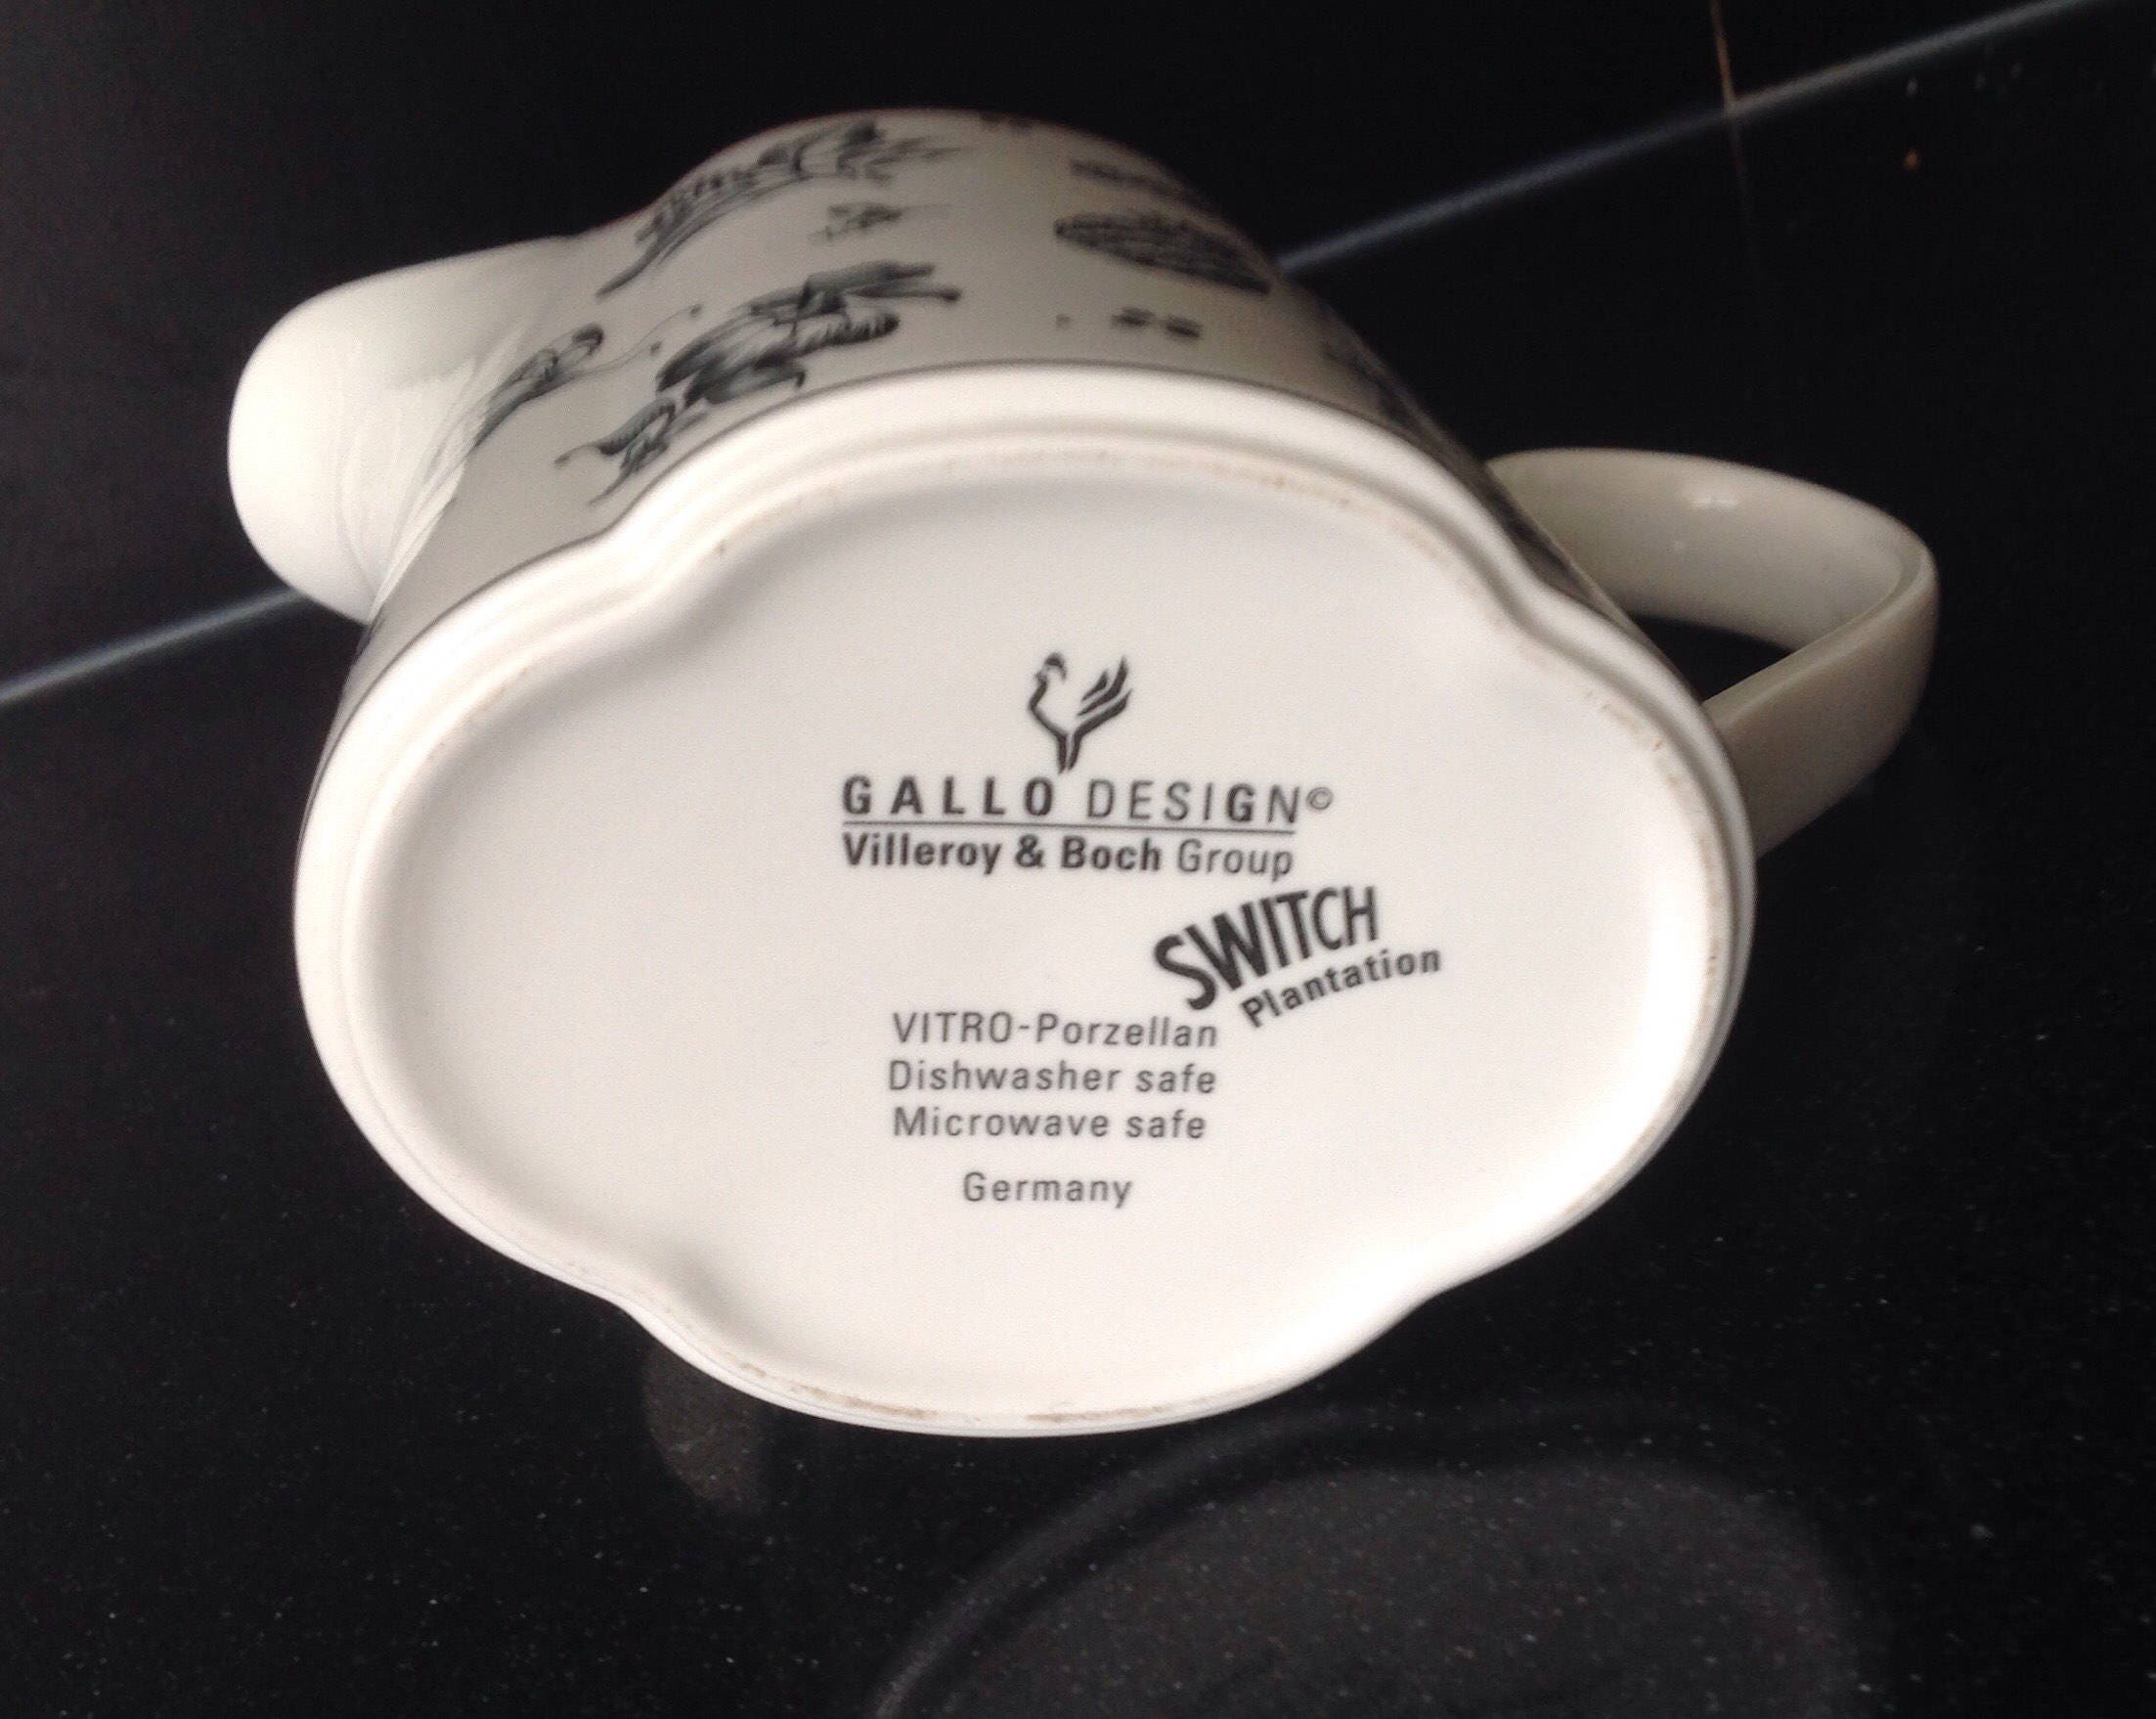 GALLO DESIGN©
Villeroy & Boch Group
SWITCH
Plantation
VITRO-Porzellan
Dishwasher safe
Microwave safe
Germany